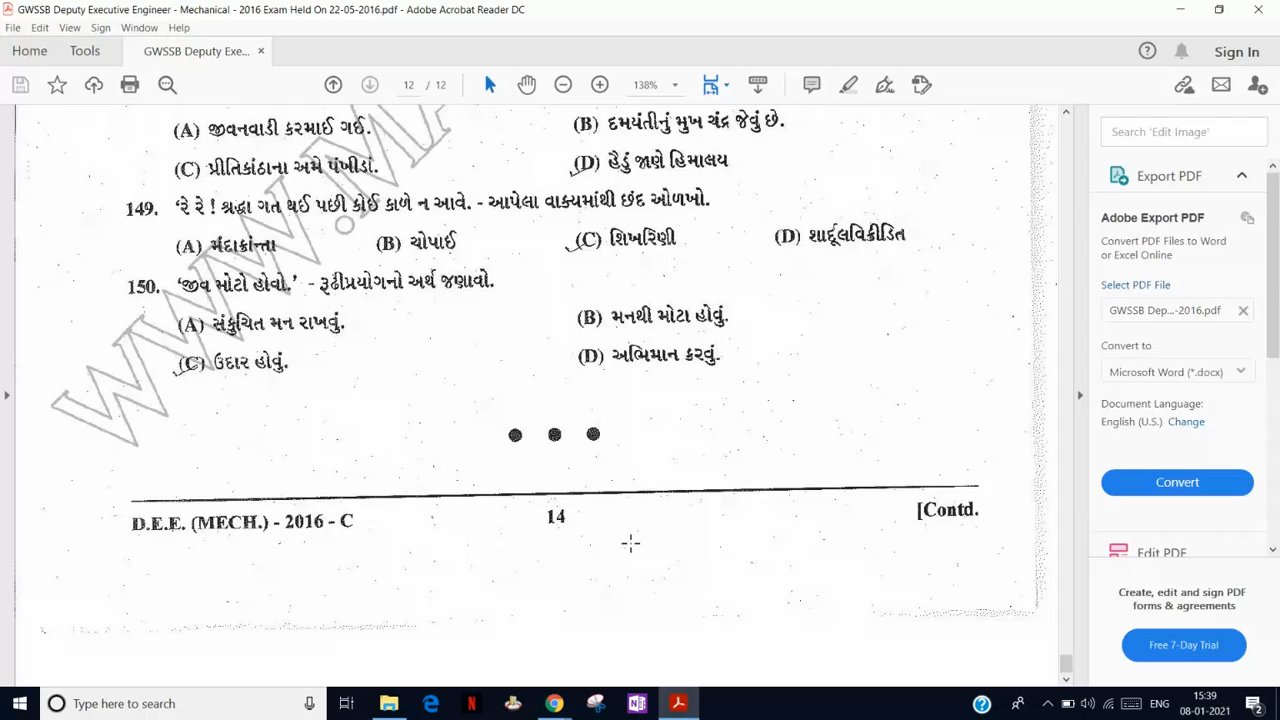 GWSSB Deputy Executive Engineer - Mechanical - 2016 Exam Held On 22-05-2016.pdf - Adobe Acrobat Reader DC
File Edit View Sign Window Help
Home Tools GWSSB Deputy Exe... × Sign In
12 / 12 138%
(A) જીવનવાડી કરમાઈ ગઈ. (B) દમયંતીનું મુખ ચંદ્ર જેવું છે.
(C) પ્રીતિકાંઠાના અમે પંખીડાં. (D) હૈડું જાણે હિમાલય
149. 'રે રે ! શ્રદ્ધા ગત થઈ પછી કોઈ કાળે ન આવે. - આપેલા વાક્યમાંથી છંદ ઓળખો.
(A) મંદાક્રાંન્તા (B) ચોપાઈ (C) શિખરિણી (D) શાર્દૂલવિક્રીડિત
150. 'જીવ મોટો હોવો.' - રૂઢીપ્રયોગનો અર્થ જણાવો.
(A) સંકુચિત મન રાખવું. (B) મનથી મોટા હોવું.
(C) ઉદાર હોવું. (D) અભિમાન કરવું.
D.E.E. (MECH.) - 2016 - C 14 [Contd.
Search 'Edit Image'
Export PDF
Adobe Export PDF
Convert PDF Files to Word
or Excel Online
Select PDF File
GWSSB Dep...-2016.pdf
Convert to
Microsoft Word (*.docx)
Document Language:
English (U.S.) Change
Convert
Edit PDF
Create, edit and sign PDF
forms & agreements
Free 7-Day Trial
Type here to search
ENG 15:39
08-01-2021 2